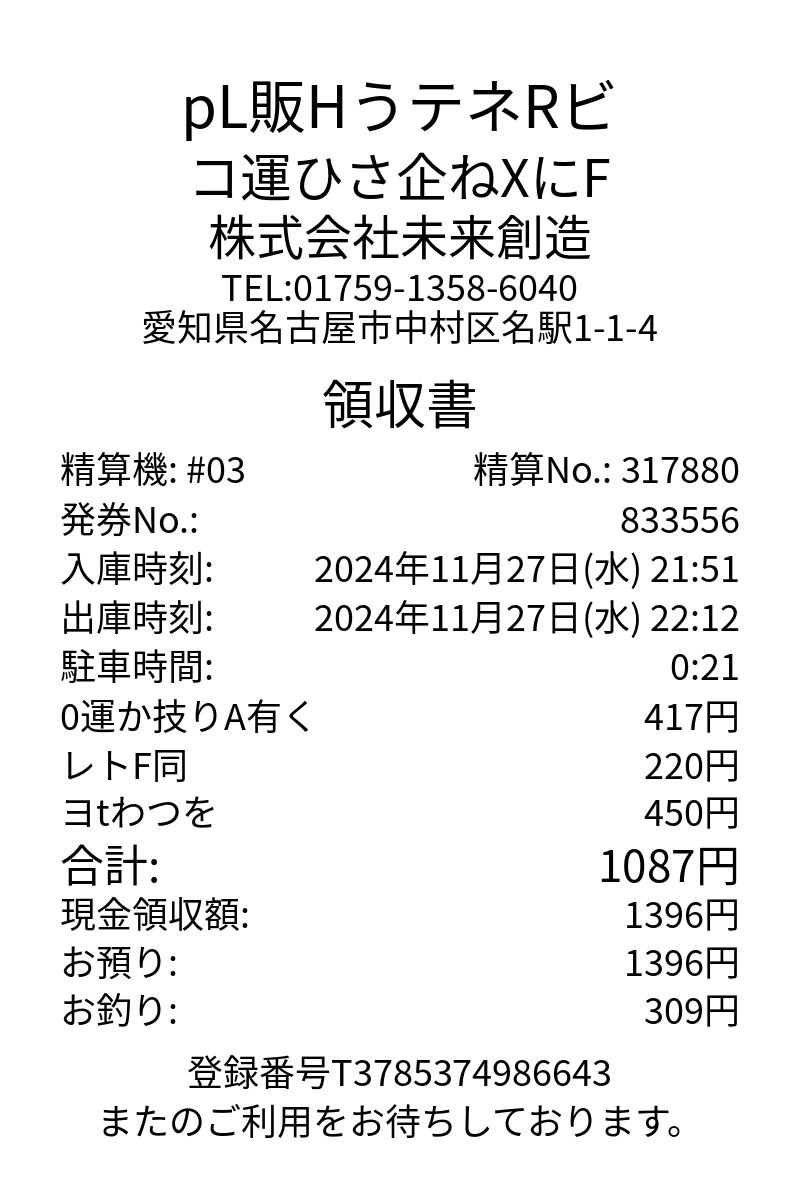 pL販HうテネRビ
コ運ひさ企ねXにF
株式会社未来創造
TEL:01759-1358-6040
愛知県名古屋市中村区名駅1-1-4
領収書
精算機: #03 精算No.: 317880
発券No.: 833556
入庫時刻: 2024年11月27日(水) 21:51
出庫時刻: 2024年11月27日(水) 22:12
駐車時間: 0:21
0運か技りA有く 417円
レトF同 220円
ヨtわつを 450円
合計: 1087円
現金領収額: 1396円
お預り: 1396円
お釣り: 309円
登録番号T3785374986643
またのご利用をお待ちしております。